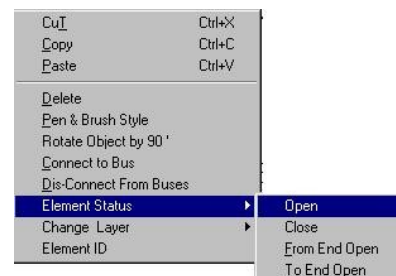 CuT Ctrl+X
Copy Ctrl+C
Paste Ctrl+V
Delete
Pen & Brush Style
Rotate Object by 90 '
Connect to Bus
Dis-Connect From Buses
Element Status
Change Layer
Element ID
Open
Close
From End Open
To End Open